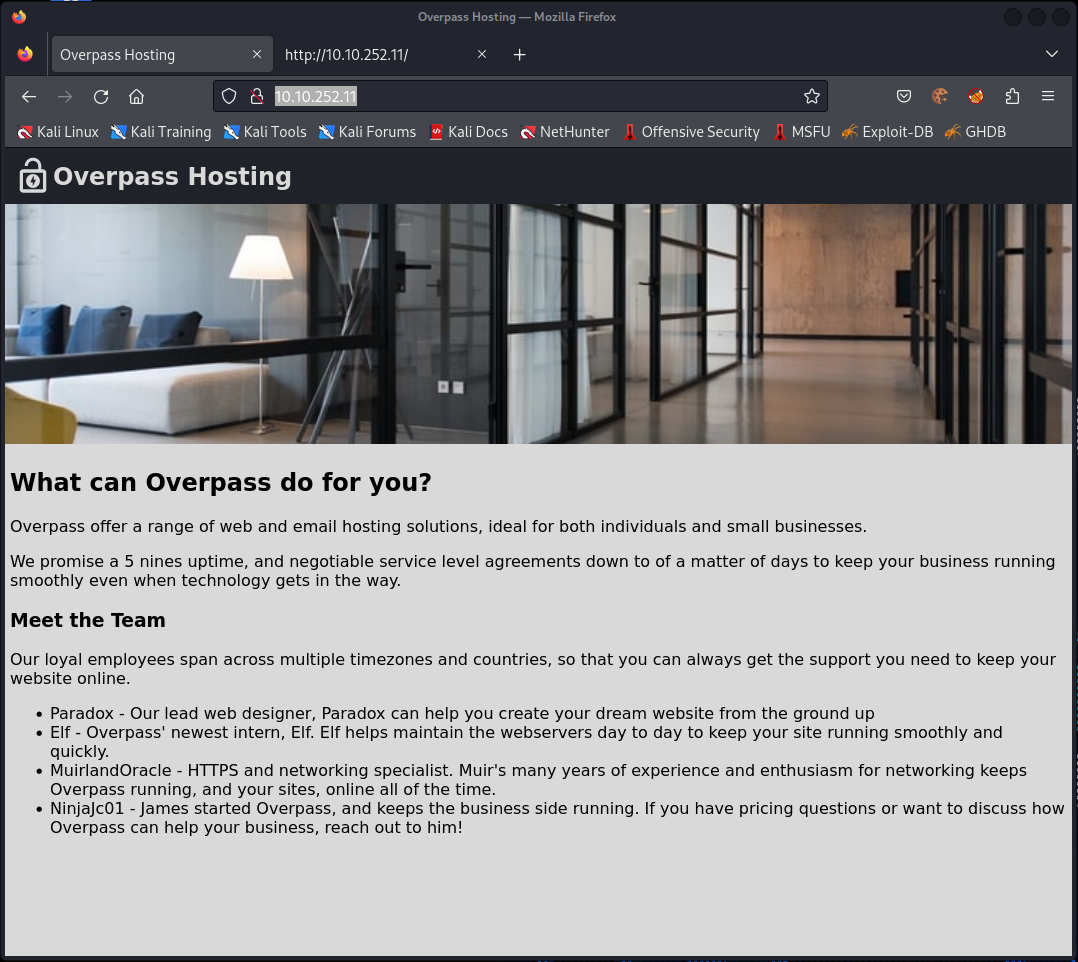 Overpass Hosting — Mozilla Firefox
Overpass Hosting
http://10.10.252.11/
10.10.252.11
Kali Linux Kali Training Kali Tools Kali Forums Kali Docs NetHunter Offensive Security MSFU Exploit-DB GHDB
Overpass Hosting
What can Overpass do for you?
Overpass offer a range of web and email hosting solutions, ideal for both individuals and small businesses.
We promise a 5 nines uptime, and negotiable service level agreements down to of a matter of days to keep your business running
smoothly even when technology gets in the way.
Meet the Team
Our loyal employees span across multiple timezones and countries, so that you can always get the support you need to keep your
website online.
• Paradox - Our lead web designer, Paradox can help you create your dream website from the ground up
• Elf - Overpass' newest intern, Elf. Elf helps maintain the webservers day to day to keep your site running smoothly and
quickly.
• MuirlandOracle - HTTPS and networking specialist. Muir's many years of experience and enthusiasm for networking keeps
Overpass running, and your sites, online all of the time.
• NinjaJc01 - James started Overpass, and keeps the business side running. If you have pricing questions or want to discuss how
Overpass can help your business, reach out to him!